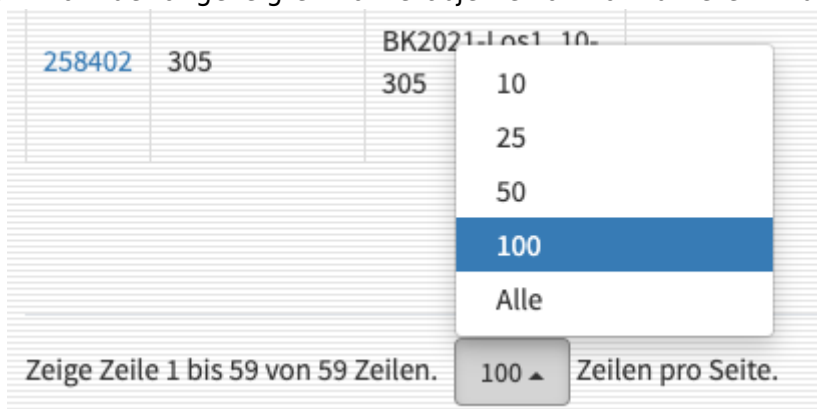 258402 305 BK2021-Los1_10-
305
10
25
50
100
Alle
Zeige Zeile 1 bis 59 von 59 Zeilen. 100 Zeilen pro Seite.